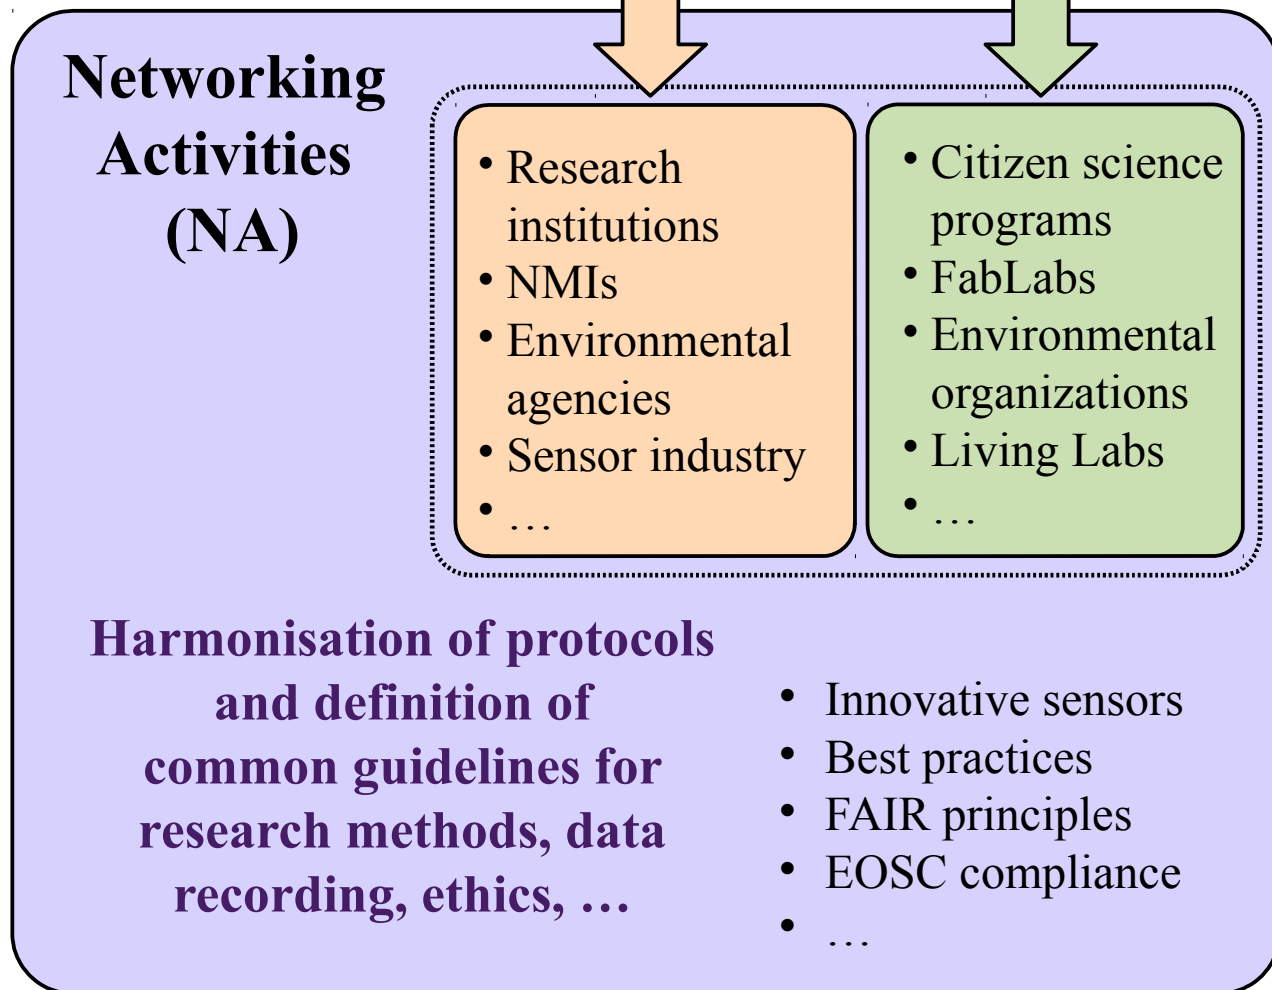 Networking
Activities
(NA)
• Research
institutions
• NMIs
• Environmental
agencies
• Sensor industry
• …
• Citizen science
programs
• FabLabs
• Environmental
organizations
• Living Labs
• …
Harmonisation of protocols
and definition of
common guidelines for
research methods, data
recording, ethics, …
• Innovative sensors
• Best practices
• FAIR principles
• EOSC compliance
• …